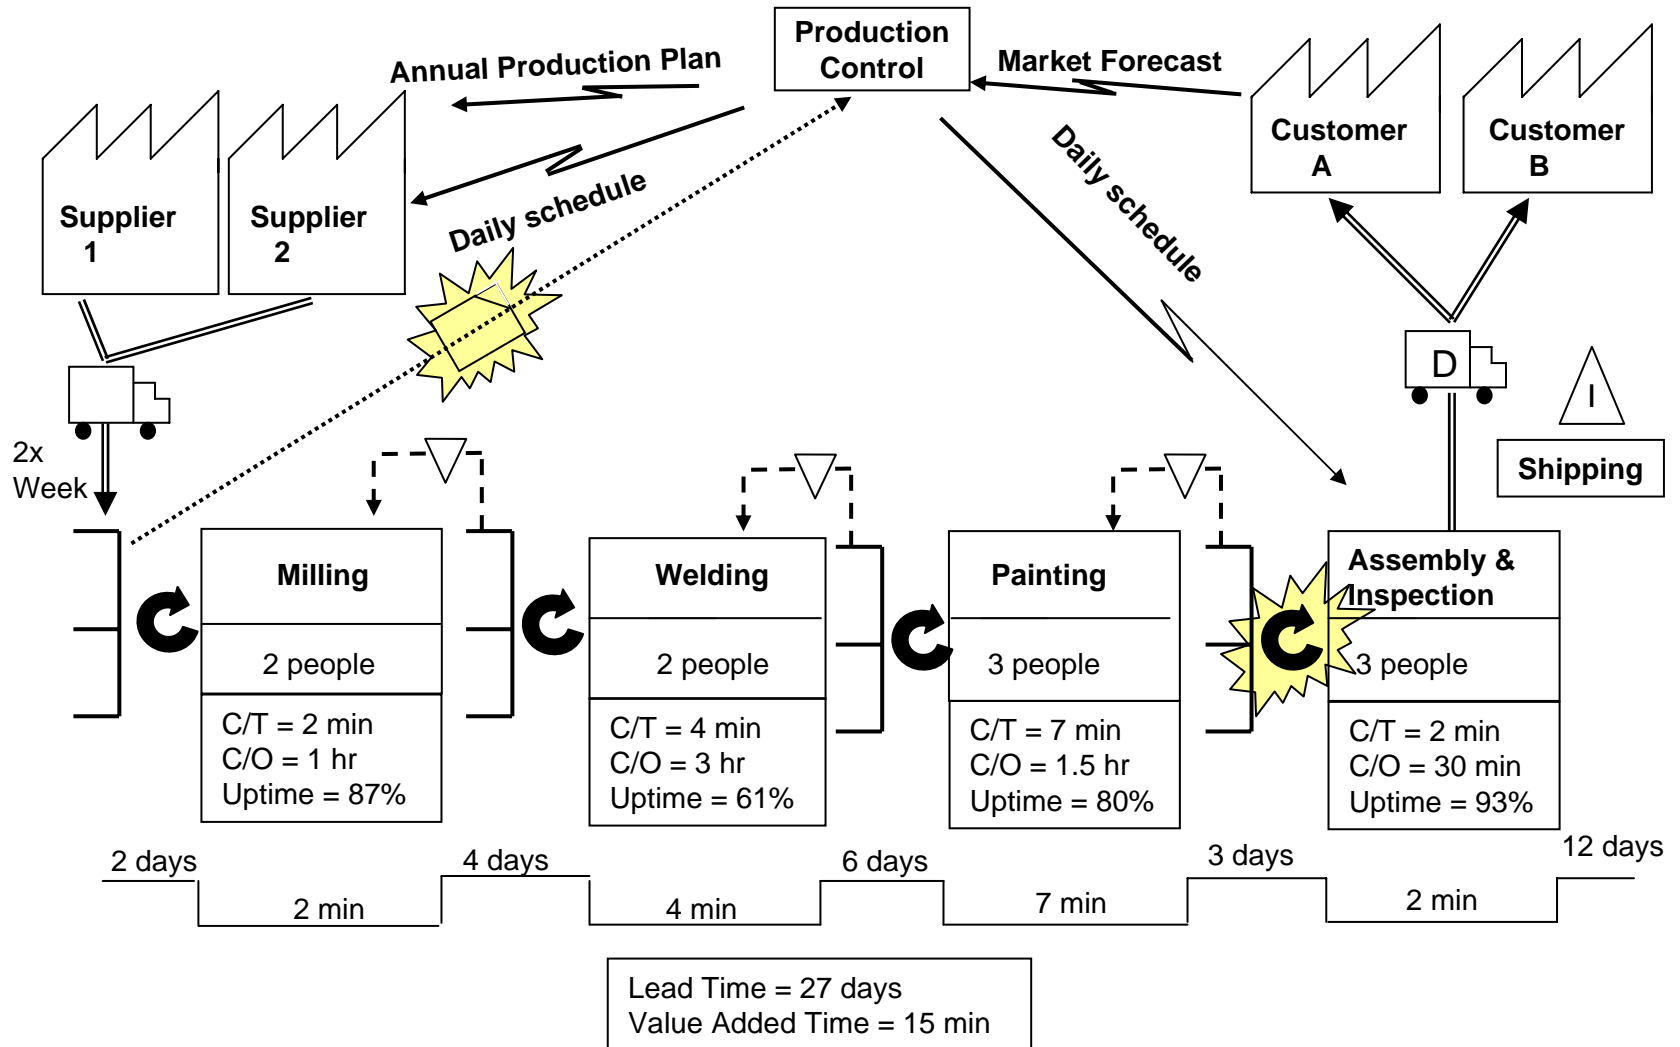 Production
Control
Annual Production Plan
Market Forecast
Customer
A
Customer
B
Supplier
1
Supplier
2
Daily schedule
Daily schedule
D
I
Shipping
2x
Week
Milling
2 people
C/T = 2 min
C/O = 1 hr
Uptime = 87%
Welding
2 people
C/T = 4 min
C/O = 3 hr
Uptime = 61%
Painting
3 people
C/T = 7 min
C/O = 1.5 hr
Uptime = 80%
Assembly &
Inspection
3 people
C/T = 2 min
C/O = 30 min
Uptime = 93%
2 days
2 min
4 days
4 min
6 days
7 min
3 days
2 min
12 days
Lead Time = 27 days
Value Added Time = 15 min